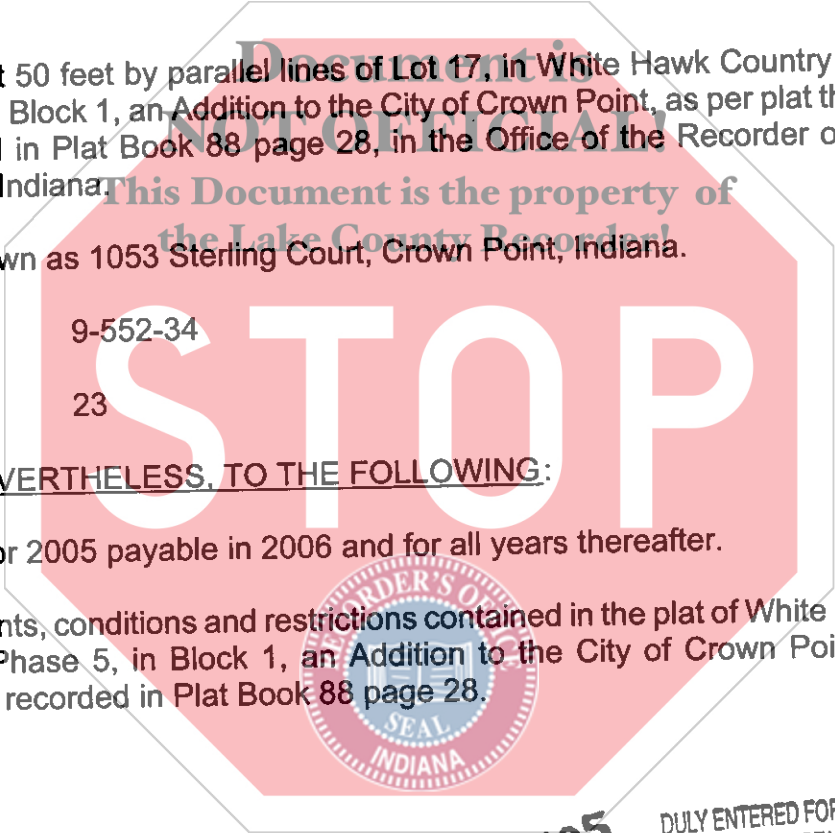 Document is
t 50 feet by parallel lines of Lot 17, in White Hawk Country
Block 1, an Addition to the City of Crown Point, as per plat th
NOT OFFICIAL!
in Plat Book 88 page 28, in the Office of the Recorder o
Indiana.
This Document is the property of
the Lake County Recorder!
wn as 1053 Sterling Court, Crown Point, Indiana.
9-552-34
STOP
23
VERTHELESS, TO THE FOLLOWING:
or 2005 payable in 2006 and for all years thereafter.
nts, conditions and restrictions contained in the plat of White
Phase 5, in Block 1, an Addition to the City of Crown Poi
recorded in Plat Book 88 page 28.
RECORDER'S OFFICE
SEAL
INDIANA
DULY ENTERED FOR